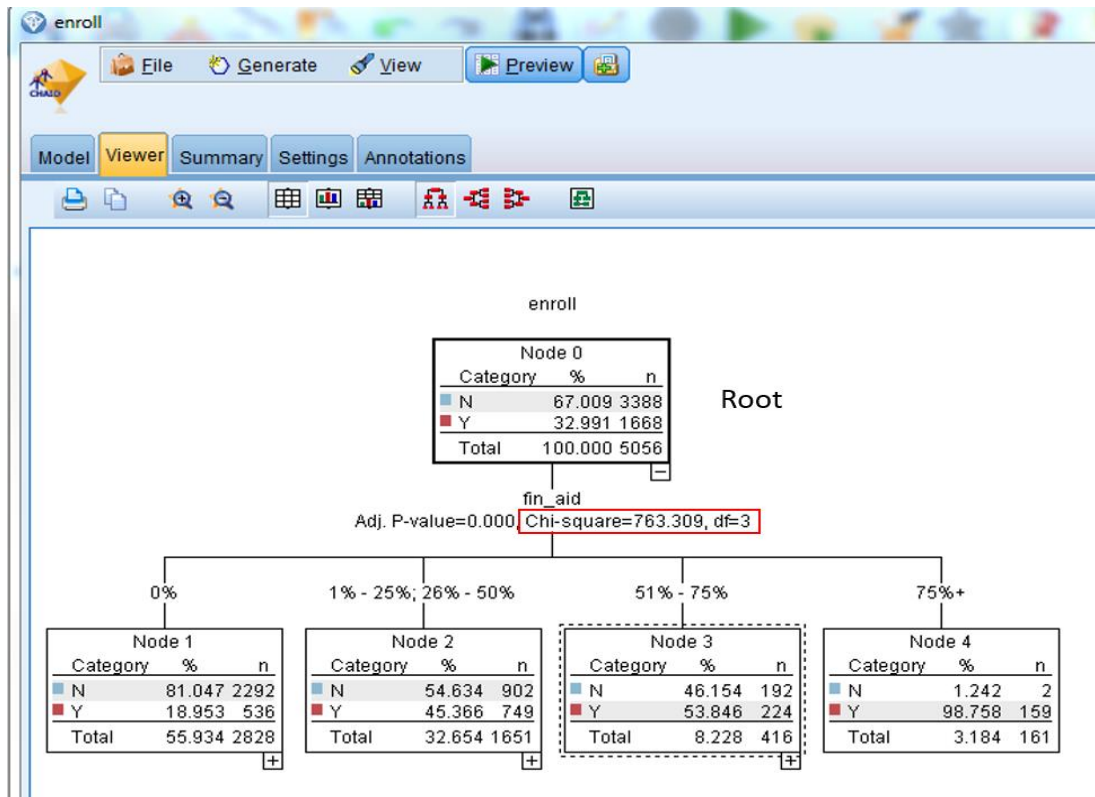 enroll
CHAID
File Generate View Preview
Model Viewer Summary Settings Annotations
enroll
Node 0
Category % n
N 67.009 3388
Y 32.991 1668
Total 100.000 5056
Root
fin_aid
Adj. P-value=0.000, Chi-square=763.309, df=3
0%
1% - 25%; 26% - 50%
51% - 75%
75%+
Node 1
Category % n
N 81.047 2292
Y 18.953 536
Total 55.934 2828
Node 2
Category % n
N 54.634 902
Y 45.366 749
Total 32.654 1651
Node 3
Category % n
N 46.154 192
Y 53.846 224
Total 8.228 416
Node 4
Category % n
N 1.242 2
Y 98.758 159
Total 3.184 161